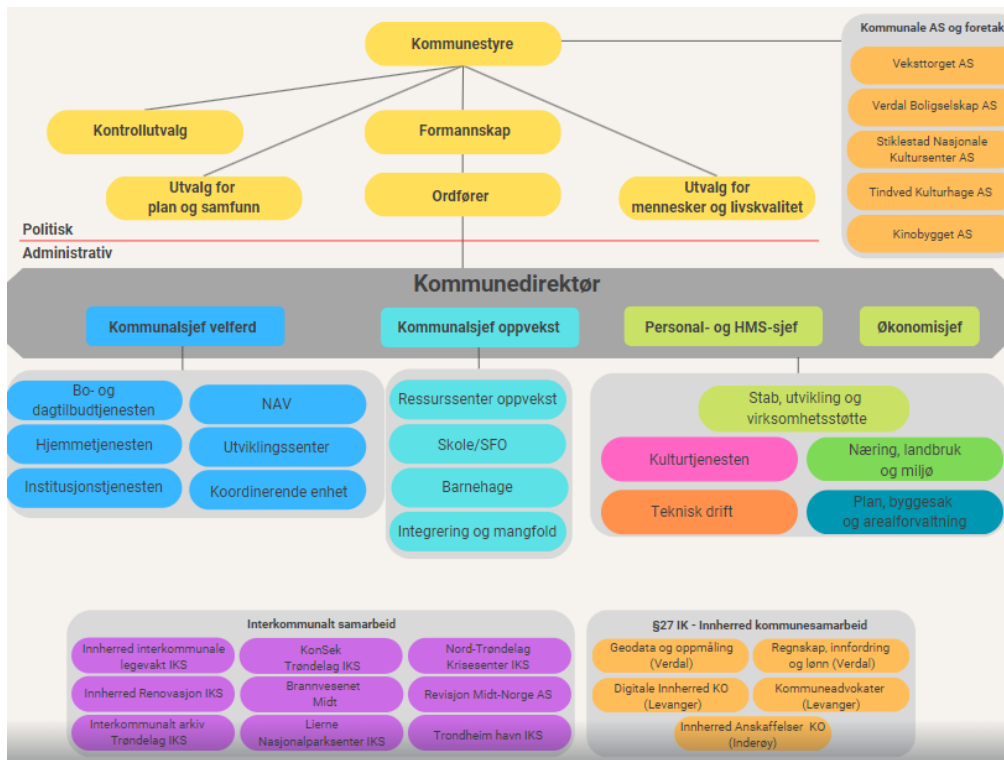 Kommunestyre
Kommunale AS og foretak
Veksttorget AS
Verdal Boligselskap AS
Stiklestad Nasjonale
Kultursenter AS
Tindved Kulturhage AS
Kinobygget AS
Kontrollutvalg
Formannskap
Utvalg for
plan og samfunn
Ordfører
Utvalg for
mennesker og livskvalitet
Politisk
Administrativ
Kommunedirektør
Kommunalsjef velferd
Kommunalsjef oppvekst
Personal- og HMS-sjef
Økonomisjef
Bo- og
dagtilbudtjenesten
NAV
Hjemmetjenesten
Utviklingssenter
Institusjonstjenesten
Koordinerende enhet
Ressurssenter oppvekst
Skole/SFO
Barnehage
Integrering og mangfold
Stab, utvikling og
virksomhetsstøtte
Kulturtjenesten
Næring, landbruk
og miljø
Teknisk drift
Plan, byggesak
og arealforvaltning
Interkommunalt samarbeid
Innherred interkommunale
legevakt IKS
KonSek
Trøndelag IKS
Nord-Trøndelag
Krisesenter IKS
Innherred Renovasjon IKS
Brannvesenet
Midt
Revisjon Midt-Norge AS
Interkommunalt arkiv
Trøndelag IKS
Lierne
Nasjonalparksenter IKS
Trondheim havn IKS
§27 IK - Innherred kommunesamarbeid
Geodata og oppmåling
(Verdal)
Regnskap, innfordring
og lønn (Verdal)
Digitale Innherred KO
(Levanger)
Kommuneadvokater
(Levanger)
Innherred Anskaffelser KO
(Inderøy)